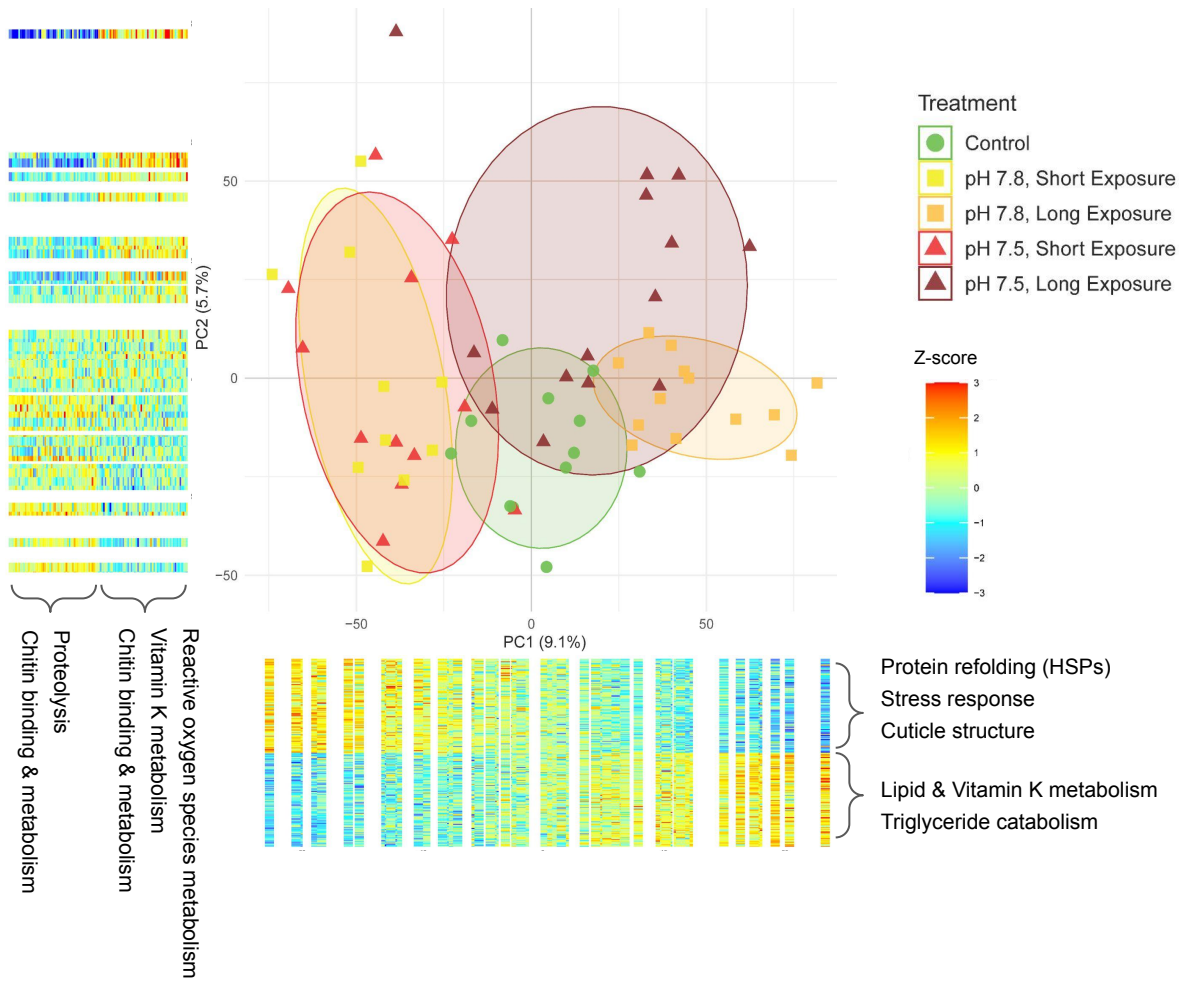 50
0
−50
PC2 (5.7%)
−50
0
50
PC1 (9.1%)
Treatment
Control
pH 7.8, Short Exposure
pH 7.8, Long Exposure
pH 7.5, Short Exposure
pH 7.5, Long Exposure
Z-score
3
2
1
0
−1
−2
−3
Proteolysis
Chitin binding & metabolism
Reactive oxygen species metabolism
Vitamin K metabolism
Chitin binding & metabolism
Protein refolding (HSPs)
Stress response
Cuticle structure
Lipid & Vitamin K metabolism
Triglyceride catabolism